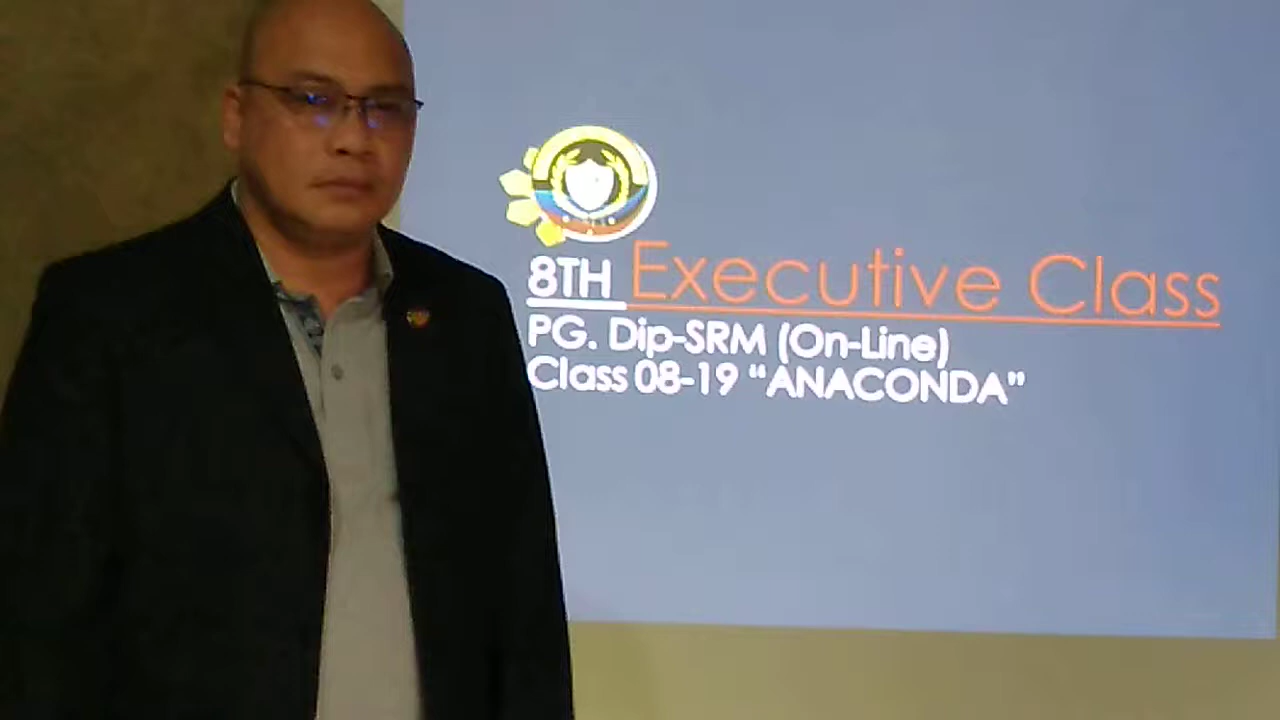 8TH Executive Class
PG. Dip-SRM (On-Line)
Class 08-19 “ANACONDA”